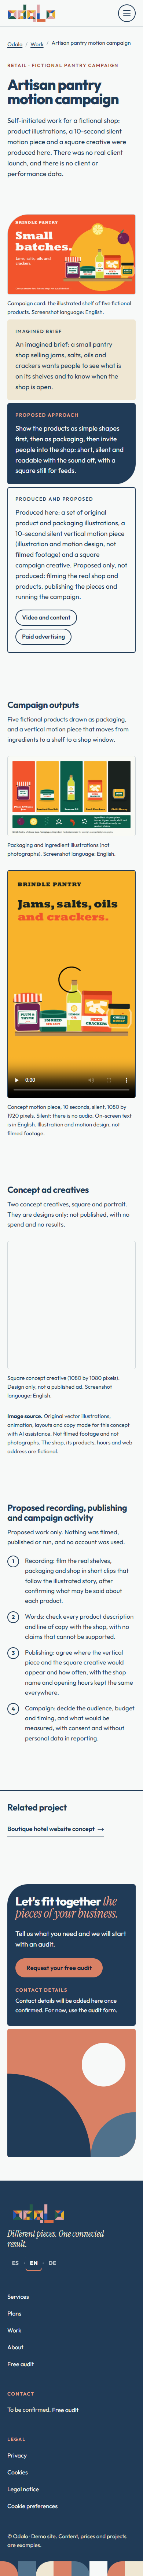 odalo
Odalo / Work / Artisan pantry motion campaign
RETAIL · FICTIONAL PANTRY CAMPAIGN
Artisan pantry
motion campaign
Self-initiated work for a fictional shop:
product illustrations, a 10-second silent
motion piece and a square creative were
produced here. There was no real client
launch, and there is no client or
performance data.
BRINDLE PANTRY
Small
batches.
Jams, salts, oils and
crackers.
Campaign card: the illustrated shelf of five fictional
products. Screenshot language: English.
IMAGINED BRIEF
An imagined brief: a small pantry
shop selling jams, salts, oils and
crackers wants people to see what is
on its shelves and to know when the
shop is open.
PROPOSED APPROACH
Show the products as simple shapes
first, then as packaging, then invite
people into the shop: short, silent and
readable with the sound off, with a
square still for feeds.
PRODUCED AND PROPOSED
Produced here: a set of original
product and packaging illustrations, a
10-second silent vertical motion piece
(illustration and motion design, not
filmed footage) and a square
campaign creative. Proposed only, not
produced: filming the real shop and
products, publishing the pieces and
running the campaign.
Video and content
Paid advertising
Campaign outputs
Five fictional products drawn as packaging,
and a vertical motion piece that moves from
ingredients to a shelf to a shop window.
Packaging and ingredient illustrations (not
photographs). Screenshot language: English.
BRINDLE PANTRY
Jams, salts, oils
and crackers.
PLUM &
THYME
SMOKED
SALT
SEED
CRACKERS
0:00
Concept motion piece, 10 seconds, silent, 1080 by
1920 pixels. Silent: there is no audio. On-screen text
is in English. Illustration and motion design, not
filmed footage.
Concept ad creatives
Two concept creatives, square and portrait.
They are designs only: not published, with no
spend and no results.
Square concept creative (1080 by 1080 pixels).
Design only, not a published ad. Screenshot
language: English.
Image source. Original vector illustrations,
animation, layouts and copy made for this concept
with AI assistance. Not filmed footage and not
photographs. The shop, its products, hours and web
address are fictional.
Proposed recording, publishing
and campaign activity
Proposed work only. Nothing was filmed,
published or run, and no account was used.
1 Recording: film the real shelves,
packaging and shop in short clips that
follow the illustrated story, after
confirming what may be said about
each product.
2 Words: check every product description
and line of copy with the shop, with no
claims that cannot be supported.
3 Publishing: agree where the vertical
piece and the square creative would
appear and how often, with the shop
name and opening hours kept the same
everywhere.
4 Campaign: decide the audience, budget
and timing, and what would be
measured, with consent and without
personal data in reporting.
Related project
Boutique hotel website concept →
Let's fit together the
pieces of your business.
Tell us what you need and we will start
with an audit.
Request your free audit
CONTACT DETAILS
Contact details will be added here once
confirmed. For now, use the audit form.
odalo
Different pieces. One connected
result.
ES · EN · DE
Services
Plans
Work
About
Free audit
CONTACT
To be confirmed. Free audit
LEGAL
Privacy
Cookies
Legal notice
Cookie preferences
© Odalo · Demo site. Content, prices and projects
are examples.